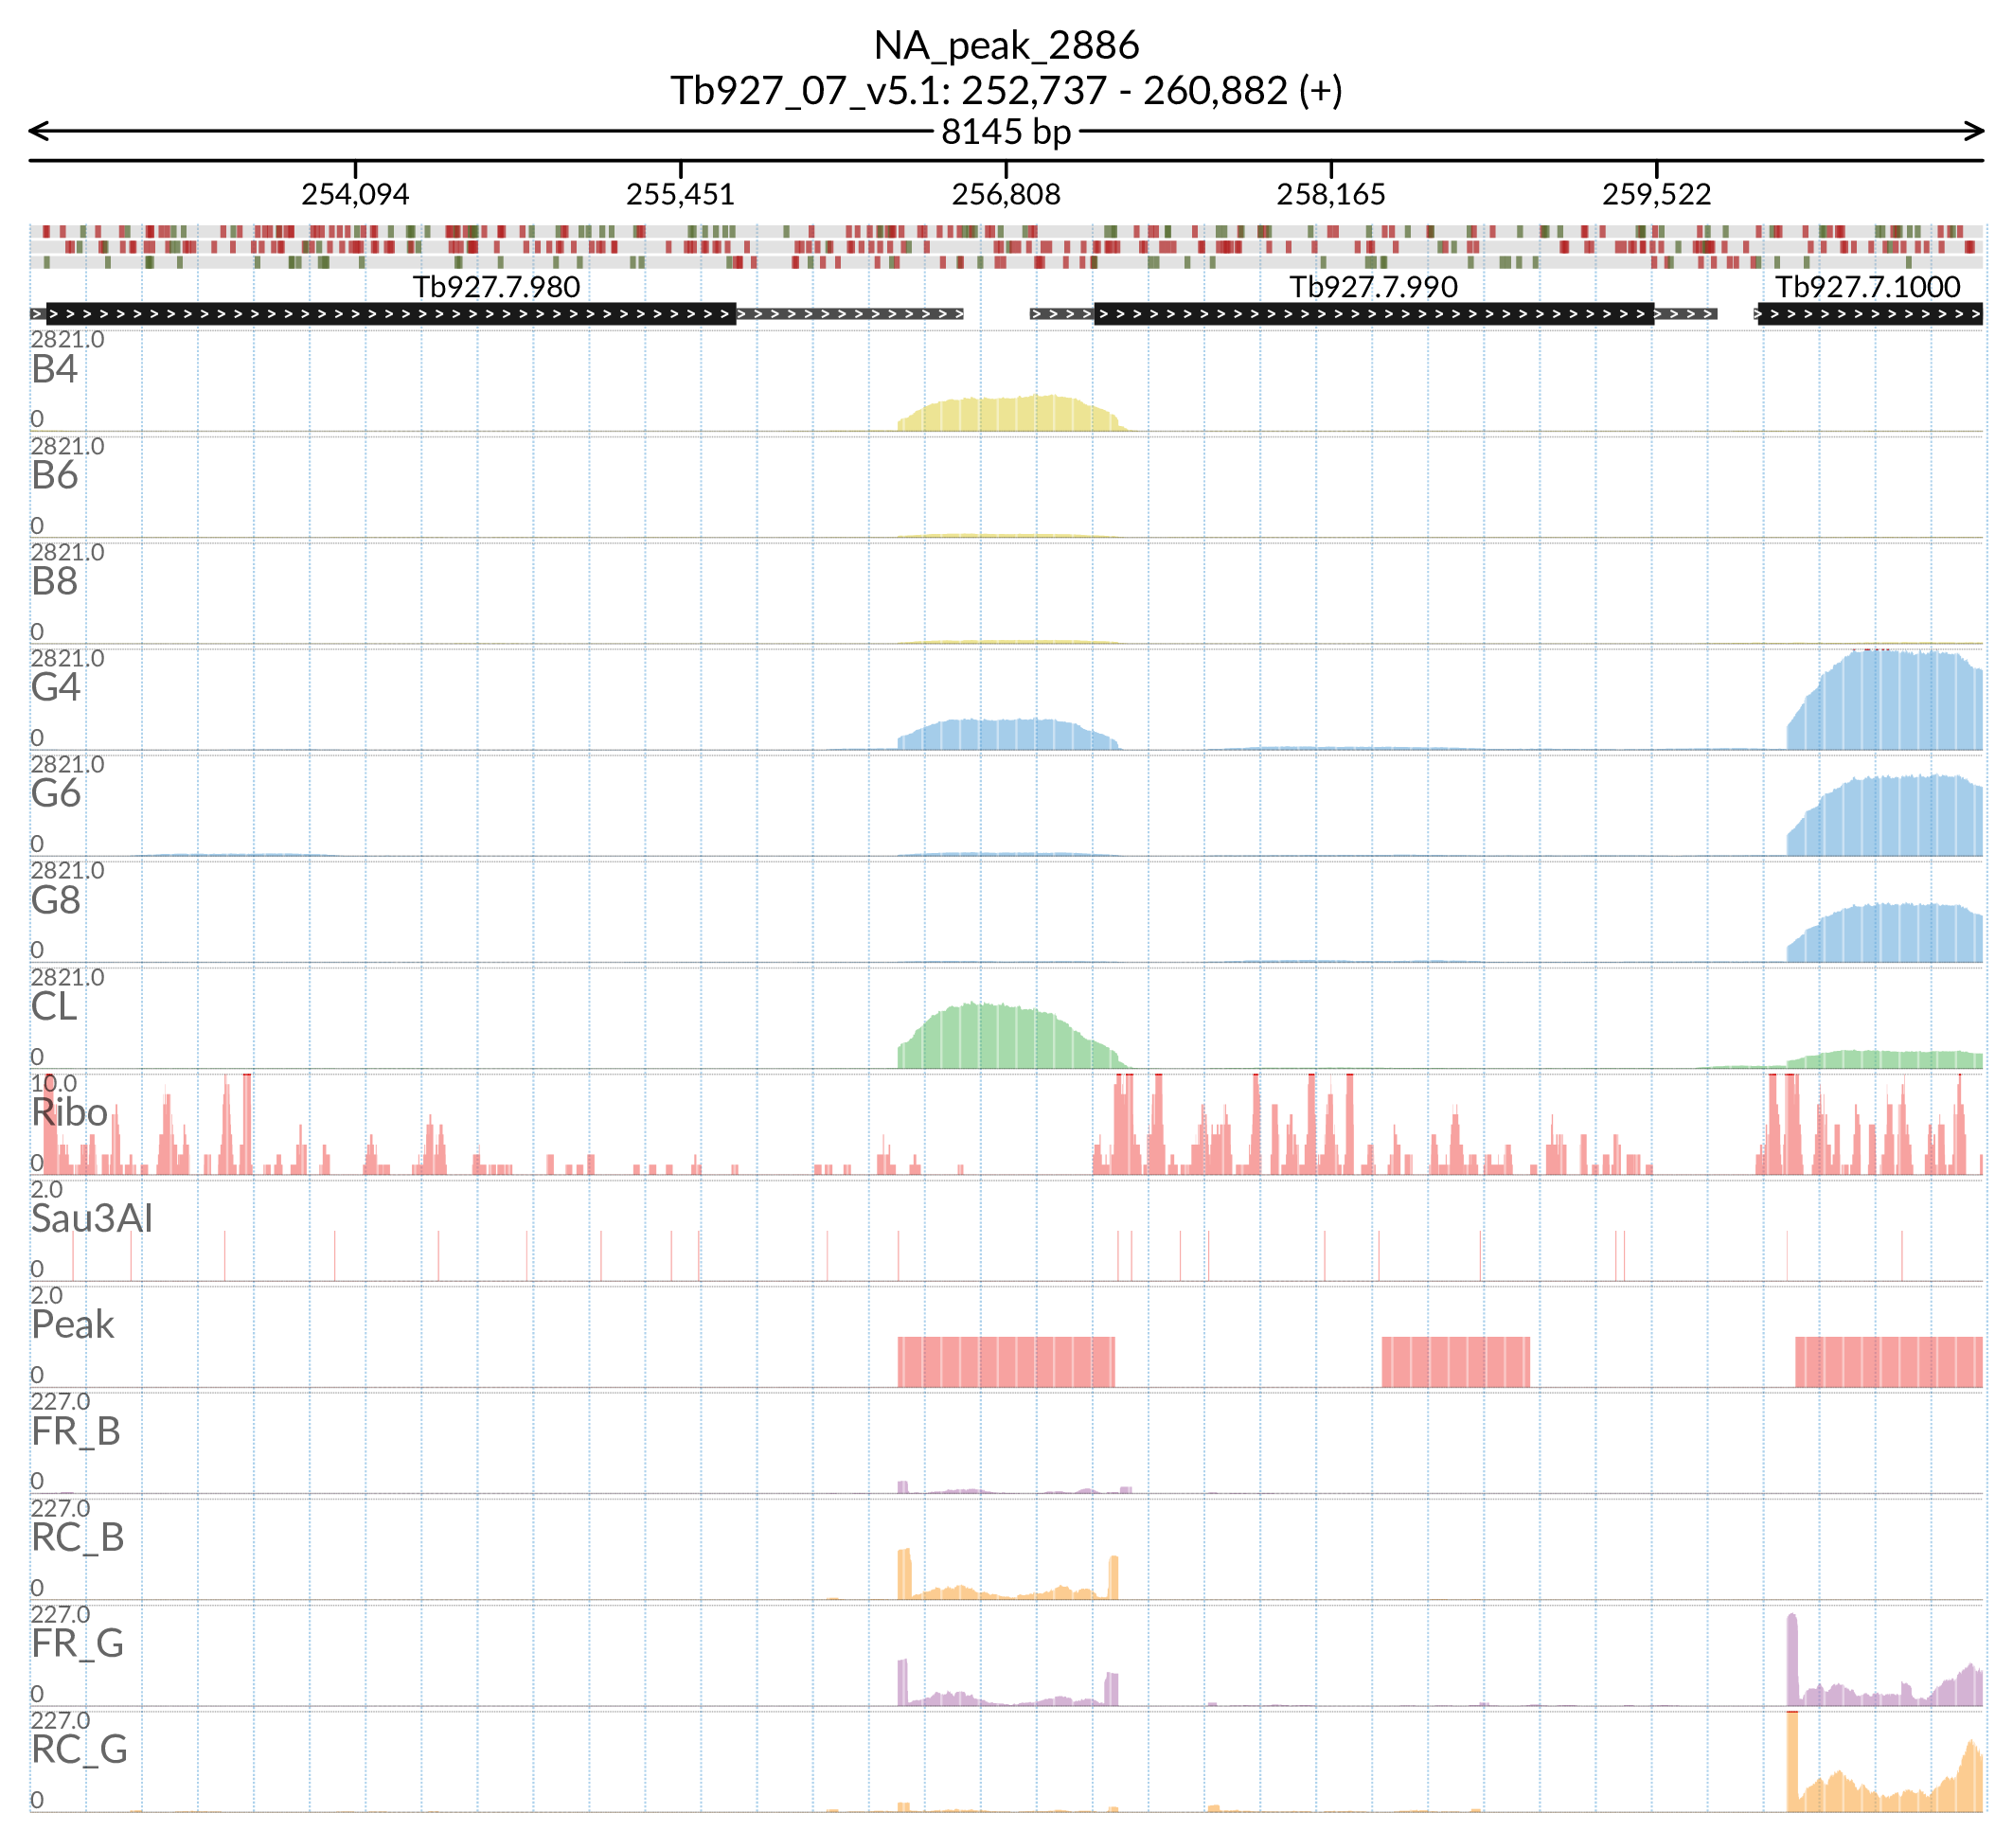 NA_peak_2886
Tb927_07_v5.1: 252,737 - 260,882 (+)
8145 bp
254,094 255,451 256,808 258,165 259,522
Tb927.7.980 Tb927.7.990 Tb927.7.1000
2821.0
B4
0
2821.0
B6
0
2821.0
B8
0
2821.0
G4
0
2821.0
G6
0
2821.0
G8
0
2821.0
CL
0
10.0
Ribo
0
2.0
Sau3AI
0
2.0
Peak
0
227.0
FR_B
0
227.0
RC_B
0
227.0
FR_G
0
227.0
RC_G
0